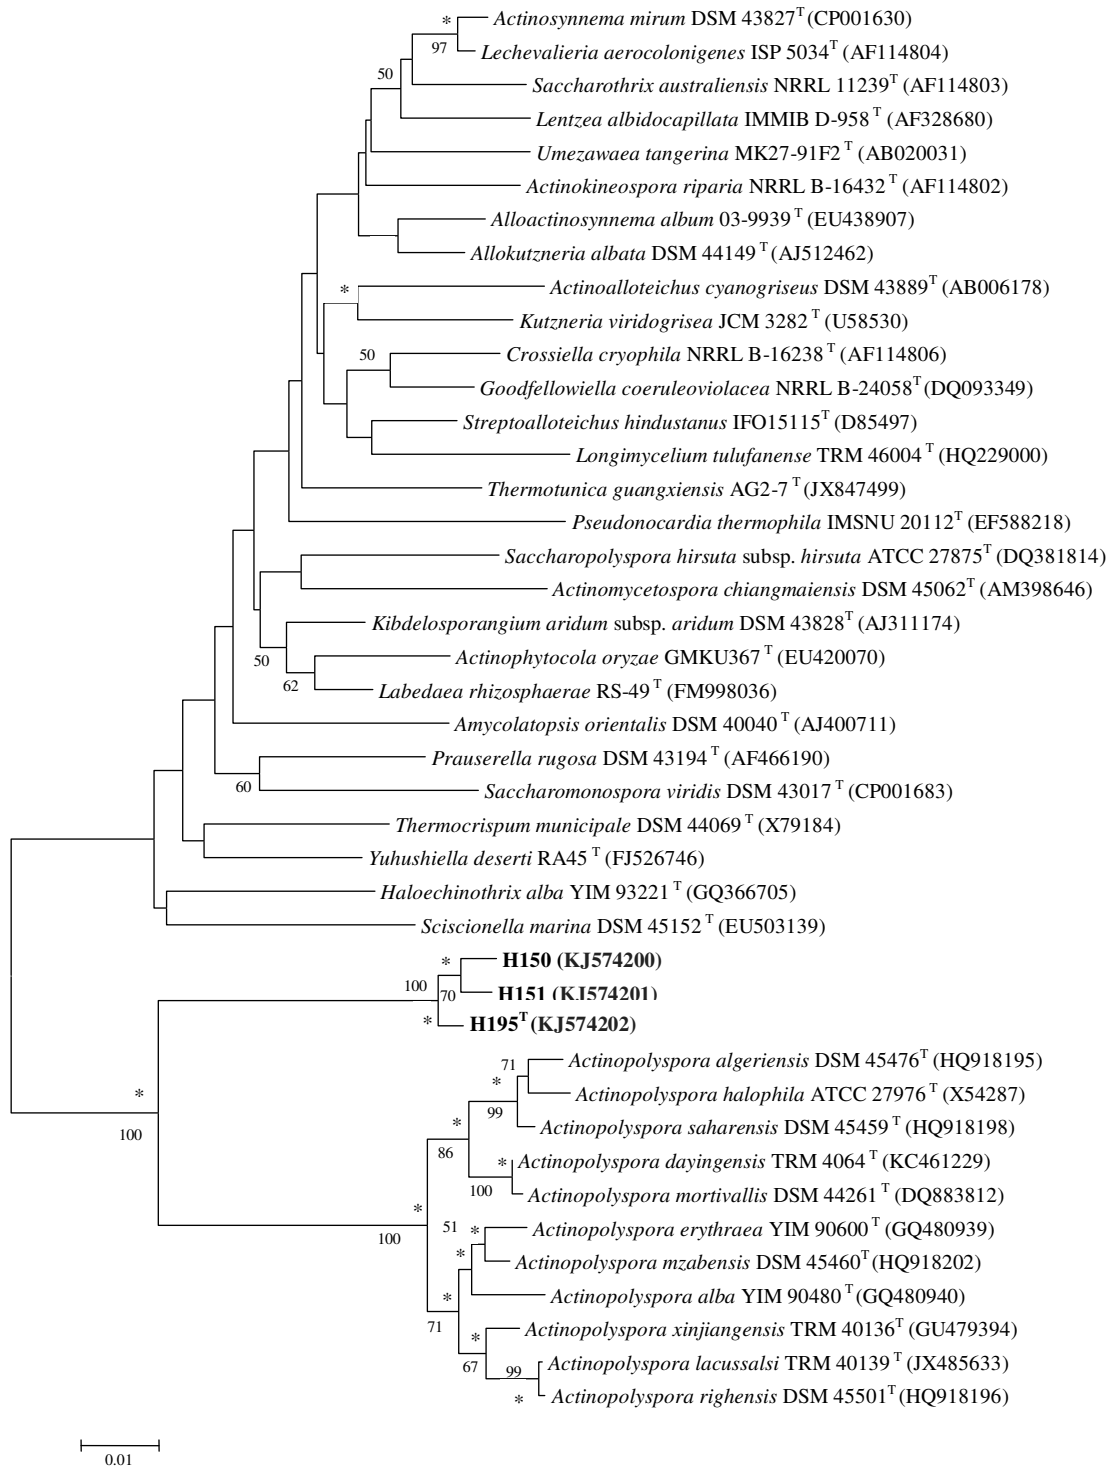 * Actinosynnema mirum DSM 43827T (CP001630)
97 Lechevalieria aerocolonigenes ISP 5034T (AF114804)
50
Saccharothrix australiensis NRRL 11239T (AF114803)
Lentzea albidocapillata IMMIB D-958 T (AF328680)
Umezawaea tangerina MK27-91F2 T (AB020031)
Actinokineospora riparia NRRL B-16432 T (AF114802)
Alloactinosynnema album 03-9939 T (EU438907)
Allokutzneria albata DSM 44149 T (AJ512462)
* Actinoalloteichus cyanogriseus DSM 43889T (AB006178)
Kutzneria viridogrisea JCM 3282 T (U58530)
50 Crossiella cryophila NRRL B-16238 T (AF114806)
Goodfellowiella coeruleoviolacea NRRL B-24058T (DQ093349)
Streptoalloteichus hindustanus IFO15115T (D85497)
Longimycelium tulufanense TRM 46004 T (HQ229000)
Thermotunica guangxiensis AG2-7 T (JX847499)
Pseudonocardia thermophila IMSNU 20112T (EF588218)
Saccharopolyspora hirsuta subsp. hirsuta ATCC 27875T (DQ381814)
Actinomycetospora chiangmaiensis DSM 45062T (AM398646)
Kibdelosporangium aridum subsp. aridum DSM 43828T (AJ311174)
50 Actinophytocola oryzae GMKU367 T (EU420070)
62 Labedaea rhizosphaerae RS-49 T (FM998036)
Amycolatopsis orientalis DSM 40040 T (AJ400711)
Prauserella rugosa DSM 43194 T (AF466190)
60 Saccharomonospora viridis DSM 43017 T (CP001683)
Thermocrispum municipale DSM 44069 T (X79184)
Yuhushiella deserti RA45 T (FJ526746)
Haloechinothrix alba YIM 93221 T (GQ366705)
Sciscionella marina DSM 45152 T (EU503139)
* H150 (KJ574200)
100 70 H151 (KJ574201)
* H195T (KJ574202)
71 Actinopolyspora algeriensis DSM 45476T (HQ918195)
* * Actinopolyspora halophila ATCC 27976 T (X54287)
99
* Actinopolyspora saharensis DSM 45459T (HQ918198)
100
86 * Actinopolyspora dayingensis TRM 4064 T (KC461229)
100 Actinopolyspora mortivallis DSM 44261 T (DQ883812)
*
51 * Actinopolyspora erythraea YIM 90600 T (GQ480939)
100
* Actinopolyspora mzabensis DSM 45460T (HQ918202)
* Actinopolyspora alba YIM 90480 T (GQ480940)
71 * Actinopolyspora xinjiangensis TRM 40136T (GU479394)
67 99 Actinopolyspora lacussalsi TRM 40139 T (JX485633)
* Actinopolyspora righensis DSM 45501T (HQ918196)
0.01